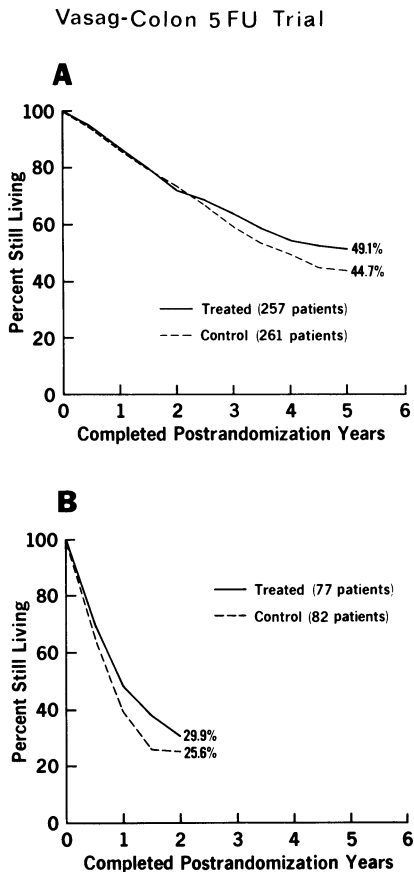 Vasag-Colon 5 FU Trial
A
Percent Still Living
100
80
60
40
20
0
49.1%
44.7%
Treated (257 patients)
Control (261 patients)
0 1 2 3 4 5 6
Completed Postrandomization Years
B
Percent Still Living
100
80
60
40
20
0
Treated (77 patients)
Control (82 patients)
29.9%
25.6%
0 1 2 3 4 5 6
Completed Postrandomization Years